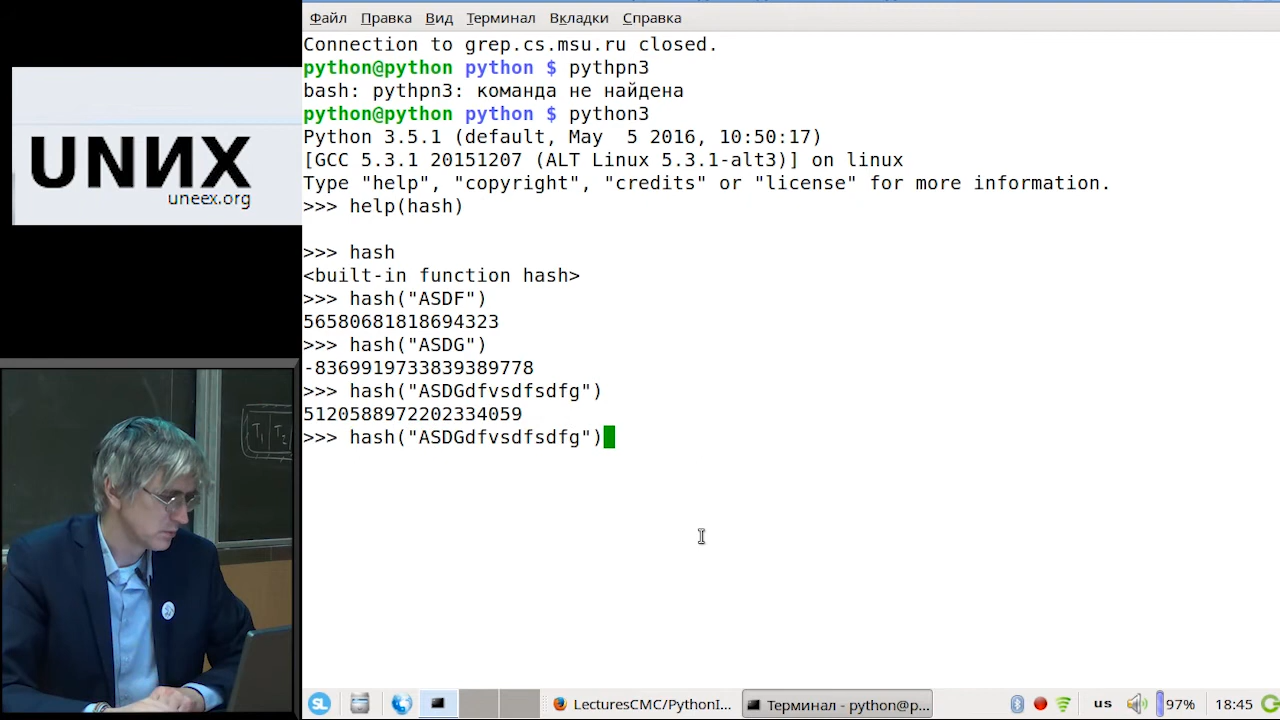 Файл Правка Вид Терминал Вкладки Справка
Connection to grep.cs.msu.ru closed.
python@python python $ pythpn3
bash: pythpn3: команда не найдена
python@python python $ python3
Python 3.5.1 (default, May  5 2016, 10:50:17)
[GCC 5.3.1 20151207 (ALT Linux 5.3.1-alt3)] on linux
Type "help", "copyright", "credits" or "license" for more information.
>>> help(hash)
>>> hash
<built-in function hash>
>>> hash("ASDF")
56580681818694323
>>> hash("ASDG")
-8369919733839389778
>>> hash("ASDGdfvsdfsdfg")
5120588972202334059
>>> hash("ASDGdfvsdfsdfg")
UNИX
uneex.org
T1 T2
SL LecturesCMC/PythonI... Терминал - python@p... us 97% 18:45